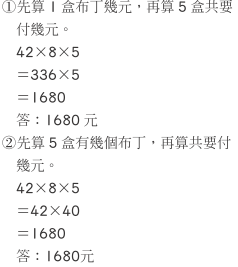 ①先算 1 盒布丁幾元，再算 5 盒共要
付幾元。
42×8×5
＝336×5
＝1680
答：1680 元
②先算 5 盒有幾個布丁，再算共要付
幾元。
42×8×5
＝42×40
＝1680
答：1680元